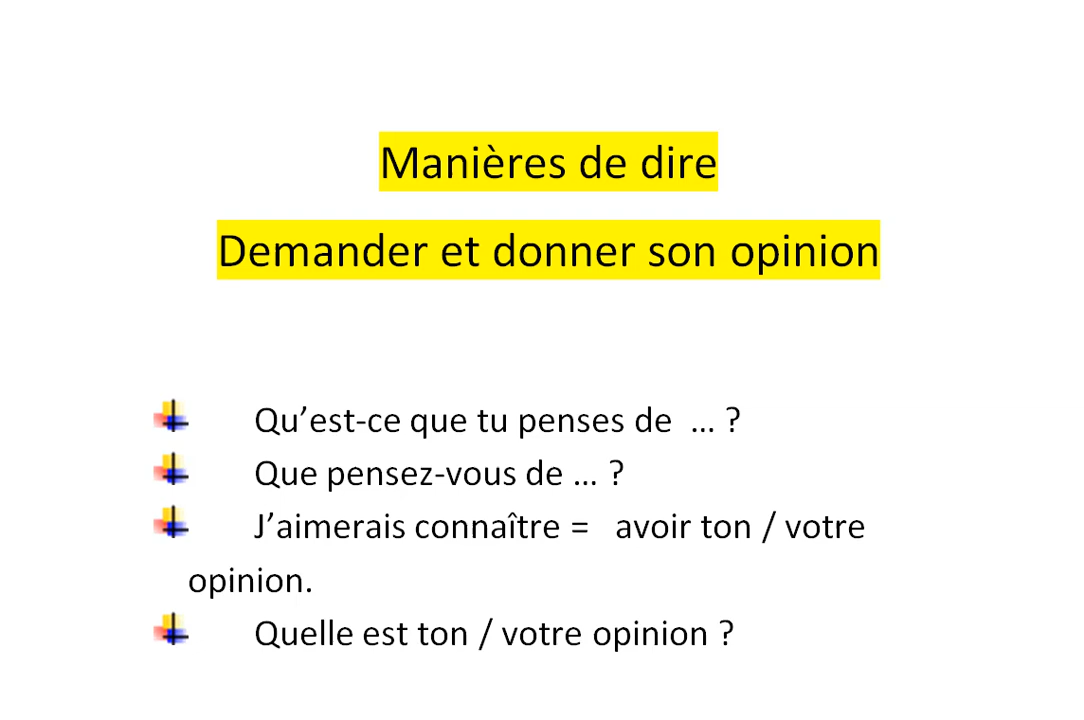 Manières de dire
Demander et donner son opinion
Qu’est-ce que tu penses de  … ?
Que pensez-vous de … ?
J’aimerais connaître =   avoir ton / votre
opinion.
Quelle est ton / votre opinion ?